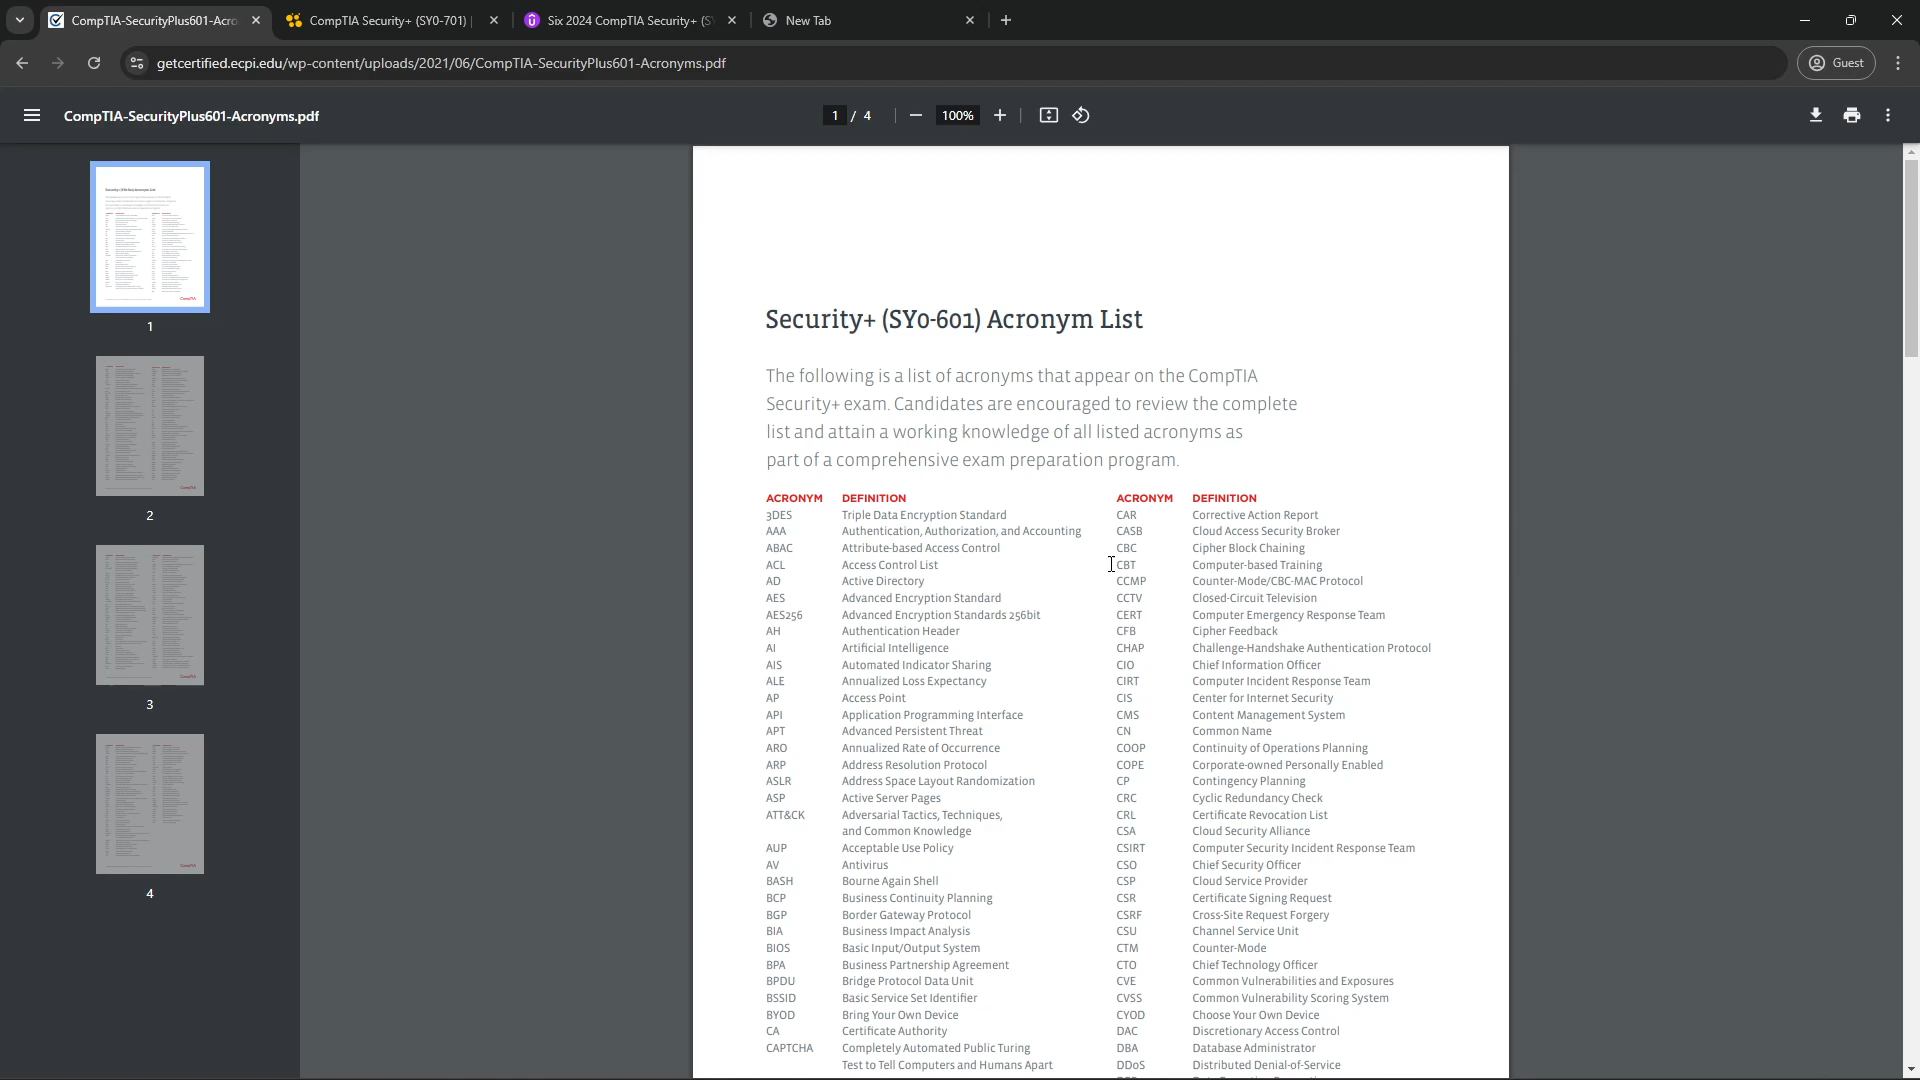 CompTIA-SecurityPlus601-Acro
CompTIA Security+ (SY0-701) |
Six 2024 CompTIA Security+ (S
New Tab
getcertified.ecpi.edu/wp-content/uploads/2021/06/CompTIA-SecurityPlus601-Acronyms.pdf
Guest
CompTIA-SecurityPlus601-Acronyms.pdf
1 / 4
100%
1
2
3
4
Security+ (SY0-601) Acronym List
The following is a list of acronyms that appear on the CompTIA
Security+ exam. Candidates are encouraged to review the complete
list and attain a working knowledge of all listed acronyms as
part of a comprehensive exam preparation program.
ACRONYM DEFINITION
3DES Triple Data Encryption Standard
AAA Authentication, Authorization, and Accounting
ABAC Attribute-based Access Control
ACL Access Control List
AD Active Directory
AES Advanced Encryption Standard
AES256 Advanced Encryption Standards 256bit
AH Authentication Header
AI Artificial Intelligence
AIS Automated Indicator Sharing
ALE Annualized Loss Expectancy
AP Access Point
API Application Programming Interface
APT Advanced Persistent Threat
ARO Annualized Rate of Occurrence
ARP Address Resolution Protocol
ASLR Address Space Layout Randomization
ASP Active Server Pages
ATT&CK Adversarial Tactics, Techniques,
and Common Knowledge
AUP Acceptable Use Policy
AV Antivirus
BASH Bourne Again Shell
BCP Business Continuity Planning
BGP Border Gateway Protocol
BIA Business Impact Analysis
BIOS Basic Input/Output System
BPA Business Partnership Agreement
BPDU Bridge Protocol Data Unit
BSSID Basic Service Set Identifier
BYOD Bring Your Own Device
CA Certificate Authority
CAPTCHA Completely Automated Public Turing
Test to Tell Computers and Humans Apart
ACRONYM DEFINITION
CAR Corrective Action Report
CASB Cloud Access Security Broker
CBC Cipher Block Chaining
CBT Computer-based Training
CCMP Counter-Mode/CBC-MAC Protocol
CCTV Closed-Circuit Television
CERT Computer Emergency Response Team
CFB Cipher Feedback
CHAP Challenge-Handshake Authentication Protocol
CIO Chief Information Officer
CIRT Computer Incident Response Team
CIS Center for Internet Security
CMS Content Management System
CN Common Name
COOP Continuity of Operations Planning
COPE Corporate-owned Personally Enabled
CP Contingency Planning
CRC Cyclic Redundancy Check
CRL Certificate Revocation List
CSA Cloud Security Alliance
CSIRT Computer Security Incident Response Team
CSO Chief Security Officer
CSP Cloud Service Provider
CSR Certificate Signing Request
CSRF Cross-Site Request Forgery
CSU Channel Service Unit
CTM Counter-Mode
CTO Chief Technology Officer
CVE Common Vulnerabilities and Exposures
CVSS Common Vulnerability Scoring System
CYOD Choose Your Own Device
DAC Discretionary Access Control
DBA Database Administrator
DDoS Distributed Denial-of-Service